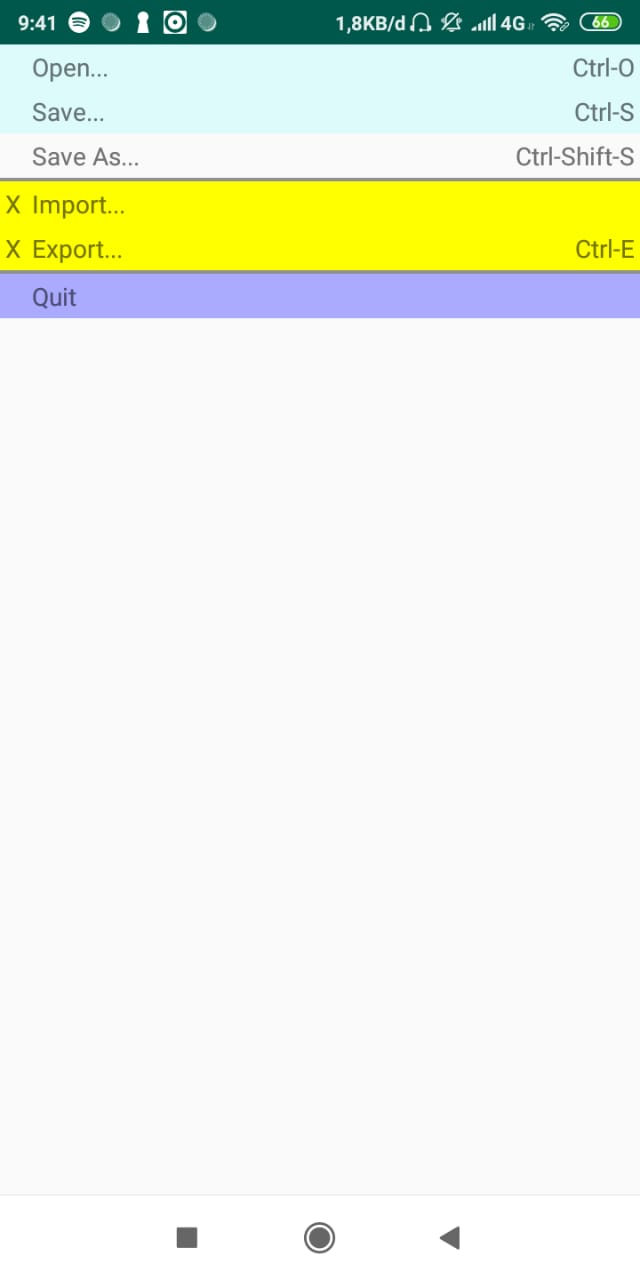 9:41 1,8KB/d 4G 66
Open... Ctrl-O
Save... Ctrl-S
Save As... Ctrl-Shift-S
X Import...
X Export... Ctrl-E
Quit